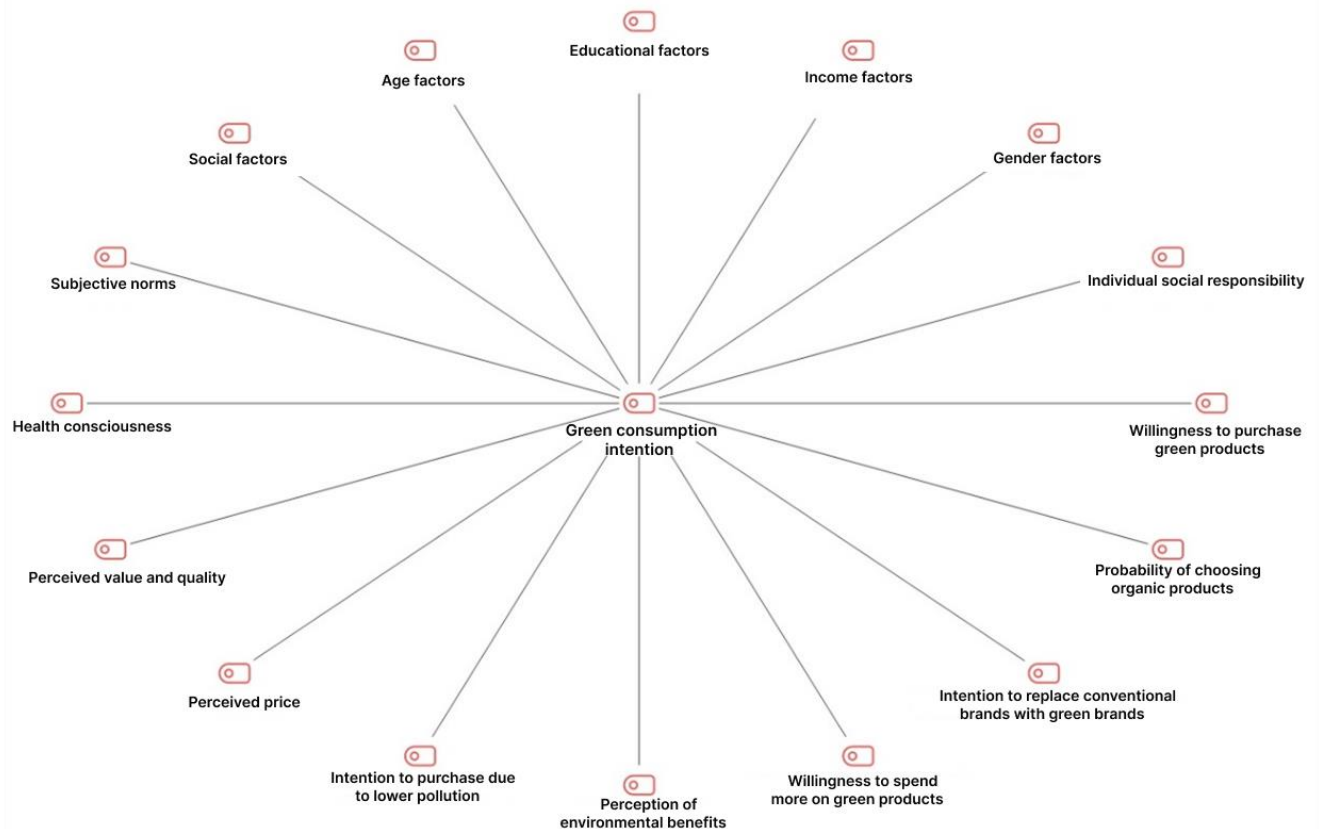 Educational factors
Age factors
Income factors
Social factors
Gender factors
Subjective norms
Individual social responsibility
Health consciousness
Green consumption
intention
Willingness to purchase
green products
Perceived value and quality
Probability of choosing
organic products
Perceived price
Intention to replace conventional
brands with green brands
Intention to purchase due
to lower pollution
Perception of
environmental benefits
Willingness to spend
more on green products